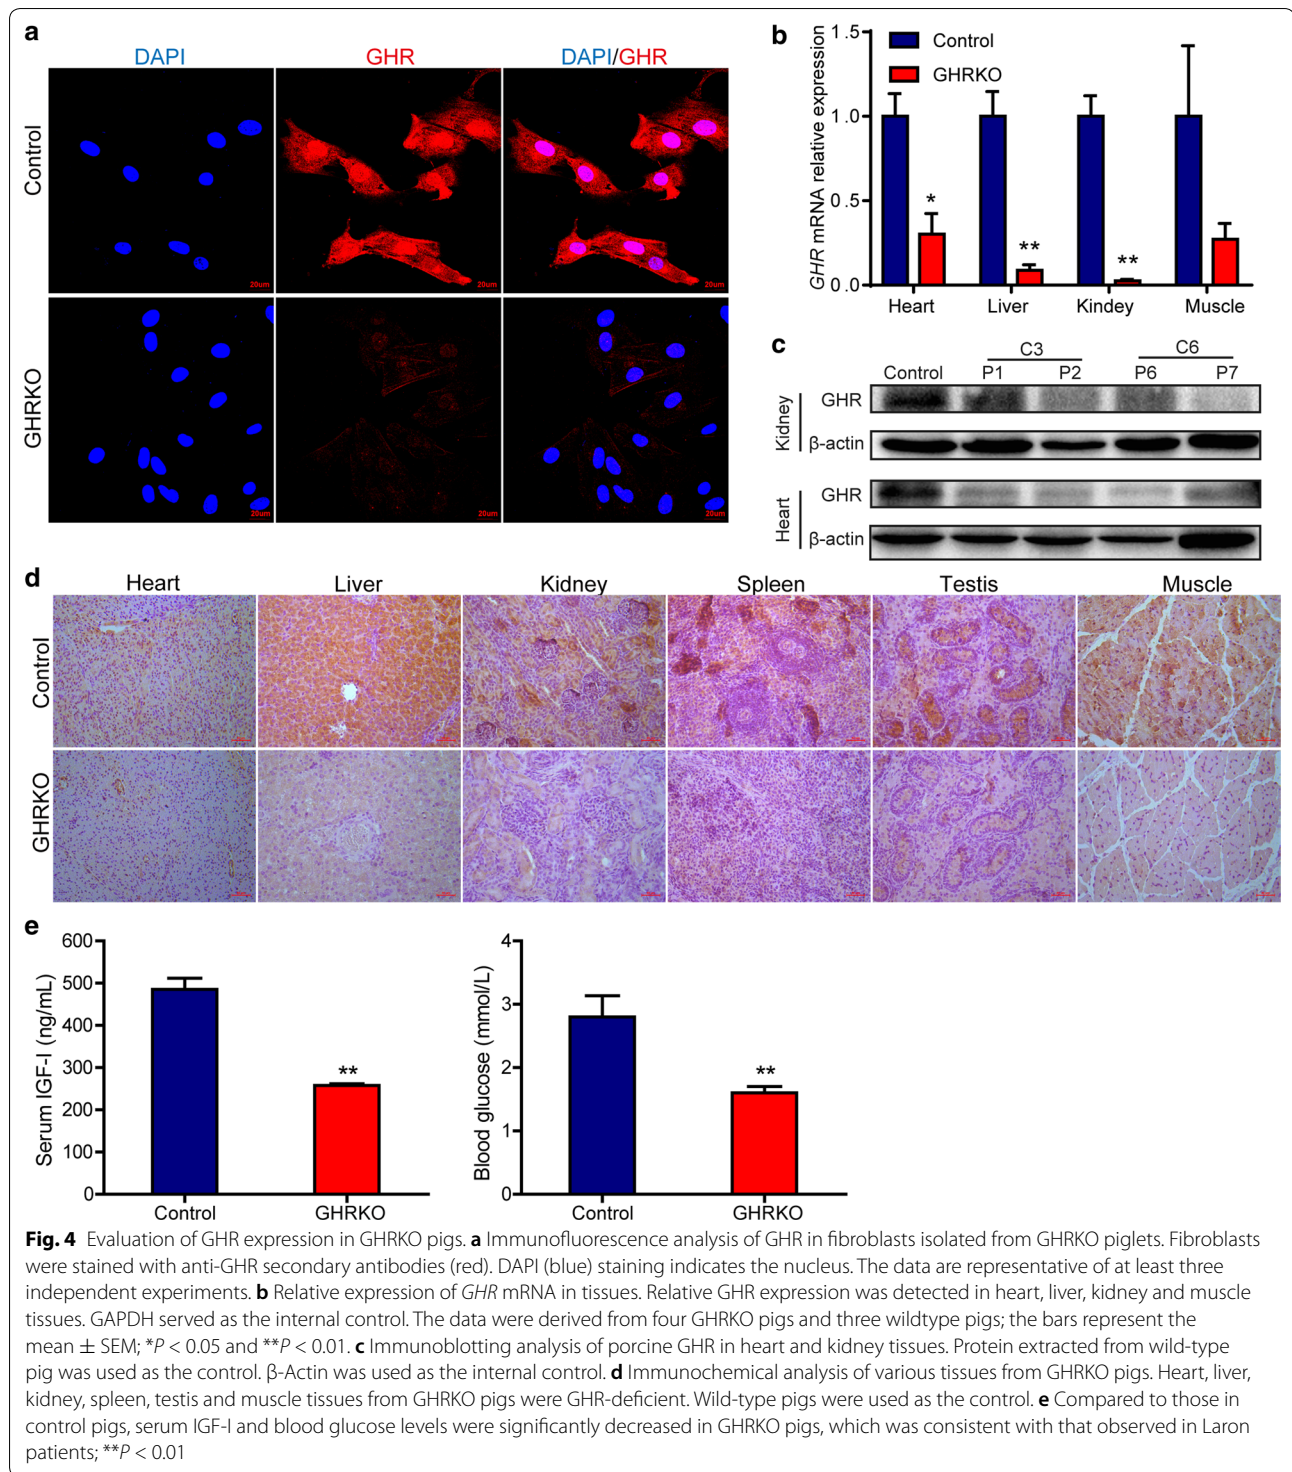 a
DAPI
GHR
DAPI/GHR
Control
20um
20um
20um
GHRKO
20um
20um
20um
b
GHR mRNA relative expression
1.5
1.0
0.5
0.0
Control
GHRKO
*
**
**
Heart
Liver
Kindey
Muscle
c
C3
C6
Control
P1
P2
P6
P7
Kidney
GHR
β-actin
Heart
GHR
β-actin
d
Heart
Liver
Kidney
Spleen
Testis
Muscle
Control
GHRKO
e
Serum IGF-I (ng/mL)
600
500
400
300
200
100
0
**
Control
GHRKO
Blood glucose (mmol/L)
4
3
2
1
0
**
Control
GHRKO
Fig. 4 Evaluation of GHR expression in GHRKO pigs. a Immunofluorescence analysis of GHR in fibroblasts isolated from GHRKO piglets. Fibroblasts
were stained with anti-GHR secondary antibodies (red). DAPI (blue) staining indicates the nucleus. The data are representative of at least three
independent experiments. b Relative expression of GHR mRNA in tissues. Relative GHR expression was detected in heart, liver, kidney and muscle
tissues. GAPDH served as the internal control. The data were derived from four GHRKO pigs and three wildtype pigs; the bars represent the
mean ± SEM; *P < 0.05 and **P < 0.01. c Immunoblotting analysis of porcine GHR in heart and kidney tissues. Protein extracted from wild-type
pig was used as the control. β-Actin was used as the internal control. d Immunochemical analysis of various tissues from GHRKO pigs. Heart, liver,
kidney, spleen, testis and muscle tissues from GHRKO pigs were GHR-deficient. Wild-type pigs were used as the control. e Compared to those in
control pigs, serum IGF-I and blood glucose levels were significantly decreased in GHRKO pigs, which was consistent with that observed in Laron
patients; **P < 0.01